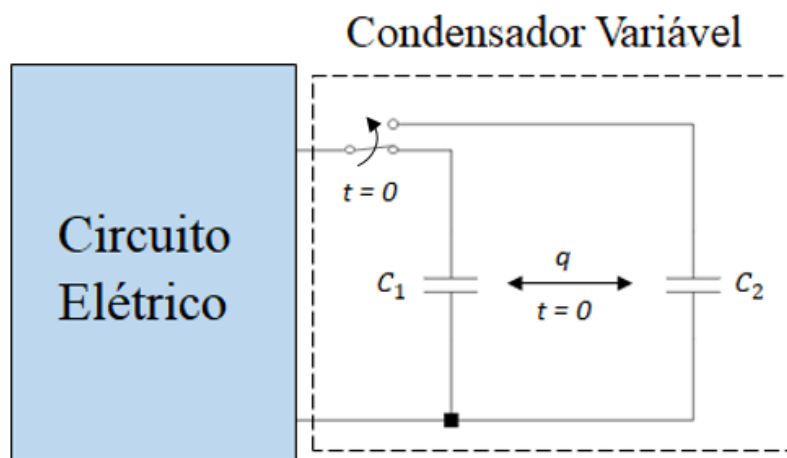 Condensador Variável
Circuito
Elétrico
t = 0
C₁
q
t = 0
C₂